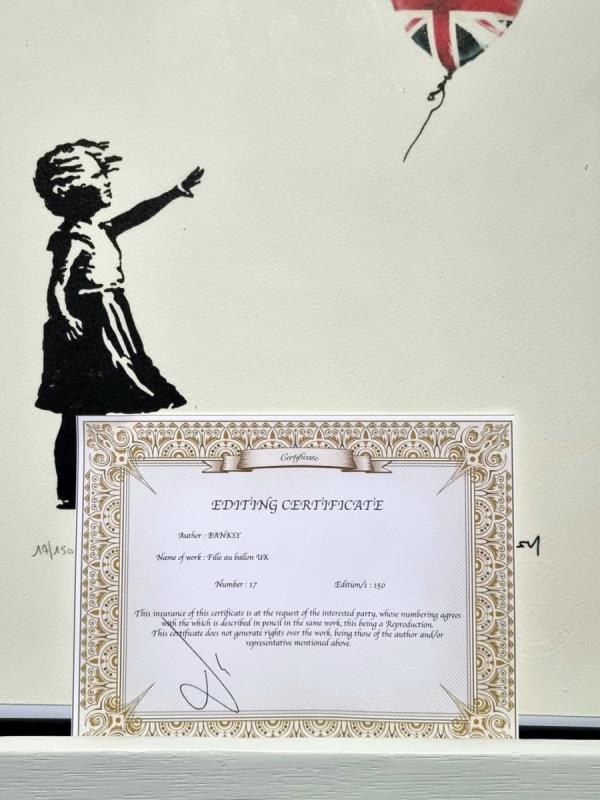 Certificate
EDITING CERTIFICATE
Author : BANKSY
Name of work : Fille au ballon UK
17/150
Number : 17 Edition/1 : 150
This insurance of this certificate is at the request of the interested party, whose numbering agrees
with the which is described in pencil in the same work, this being a Reproduction.
This certificate does not generate rights over the work, being those of the author and/or
representative mentioned above.